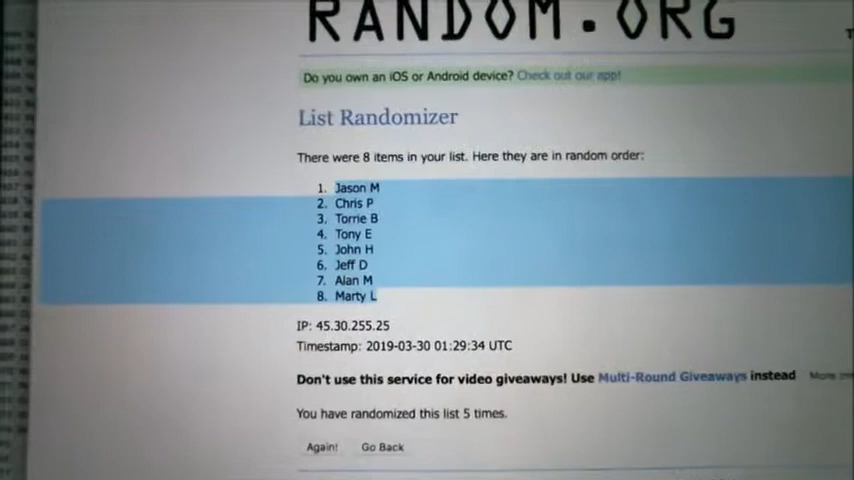 RANDOM.ORG
Do you own an iOS or Android device? Check out our app!
List Randomizer
There were 8 items in your list. Here they are in random order:
1. Jason M
2. Chris P
3. Torrie B
4. Tony E
5. John H
6. Jeff D
7. Alan M
8. Marty L
IP: 45.30.255.25
Timestamp: 2019-03-30 01:29:34 UTC
Don't use this service for video giveaways! Use Multi-Round Giveaways instead More
You have randomized this list 5 times.
Again! Go Back